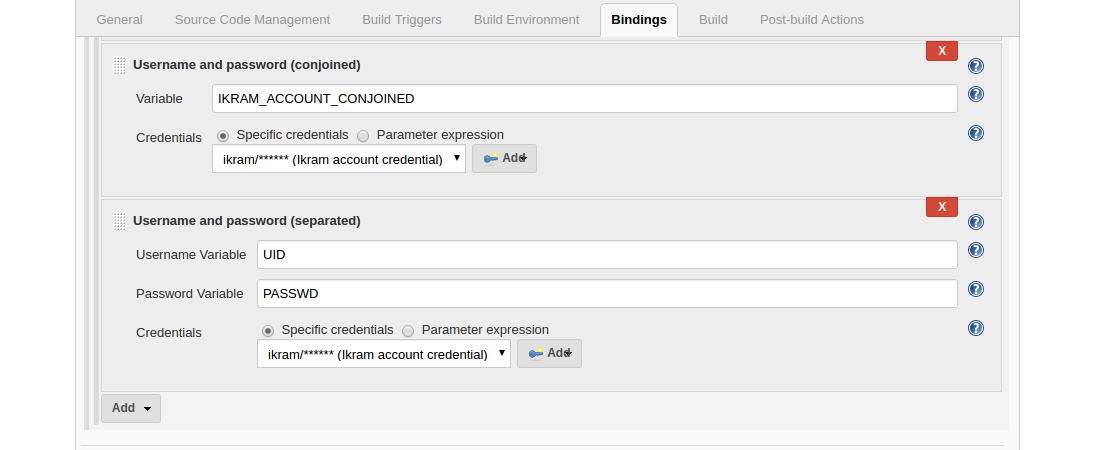 General Source Code Management Build Triggers Build Environment Bindings Build Post-build Actions
X
Username and password (conjoined) ?
Variable IKRAM_ACCOUNT_CONJOINED ?
Credentials Specific credentials Parameter expression ?
ikram/****** (Ikram account credential) Add
X
Username and password (separated) ?
Username Variable UID ?
Password Variable PASSWD ?
Credentials Specific credentials Parameter expression ?
ikram/****** (Ikram account credential) Add
Add